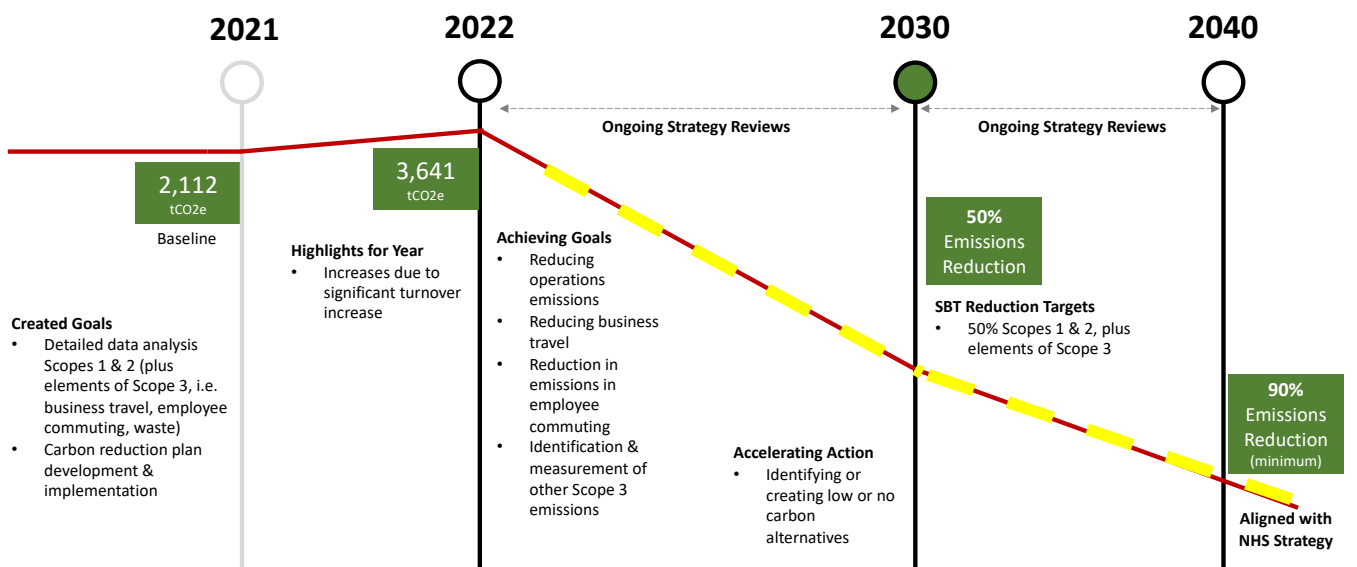 2021
2022
2030
2040
Ongoing Strategy Reviews
Ongoing Strategy Reviews
2,112
tCO2e
Baseline
3,641
tCO2e
Created Goals
• Detailed data analysis
Scopes 1 & 2 (plus
elements of Scope 3, i.e.
business travel, employee
commuting, waste)
• Carbon reduction plan
development &
implementation
Highlights for Year
• Increases due to
significant turnover
increase
Achieving Goals
• Reducing
operations
emissions
• Reducing business
travel
• Reduction in
emissions in
employee
commuting
• Identification &
measurement of
other Scope 3
emissions
Accelerating Action
• Identifying or
creating low or no
carbon
alternatives
50%
Emissions
Reduction
SBT Reduction Targets
• 50% Scopes 1 & 2, plus
elements of Scope 3
90%
Emissions
Reduction
(minimum)
Aligned with
NHS Strategy